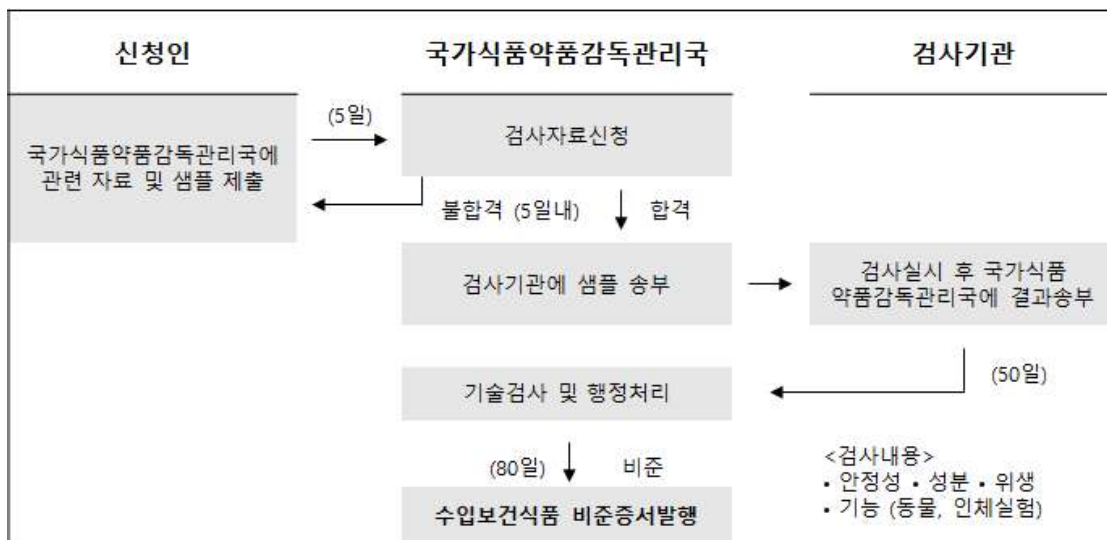 신청인
국가식품약품감독관리국
검사기관
국가식품약품감독관리국에
관련 자료 및 샘플 제출
(5일)
검사자료신청
불합격 (5일내)
합격
검사기관에 샘플 송부
검사실시 후 국가식품
약품감독관리국에 결과송부
(50일)
기술검사 및 행정처리
(80일)
비준
수입보건식품 비준증서발행
<검사내용>
• 안정성 • 성분 • 위생
• 기능 (동물, 인체실험)